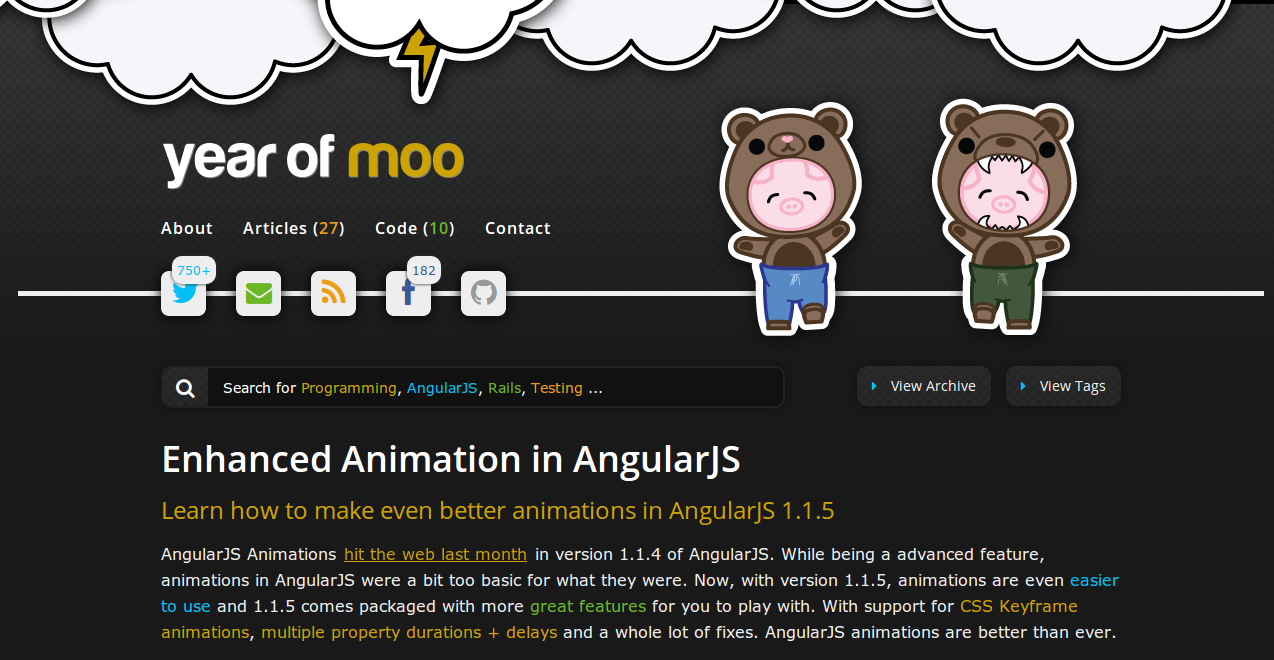 year of moo
About Articles (27) Code (10) Contact
750+ 182
Search for Programming, AngularJS, Rails, Testing ... View Archive View Tags
Enhanced Animation in AngularJS
Learn how to make even better animations in AngularJS 1.1.5
AngularJS Animations hit the web last month in version 1.1.4 of AngularJS. While being a advanced feature,
animations in AngularJS were a bit too basic for what they were. Now, with version 1.1.5, animations are even easier
to use and 1.1.5 comes packaged with more great features for you to play with. With support for CSS Keyframe
animations, multiple property durations + delays and a whole lot of fixes. AngularJS animations are better than ever.